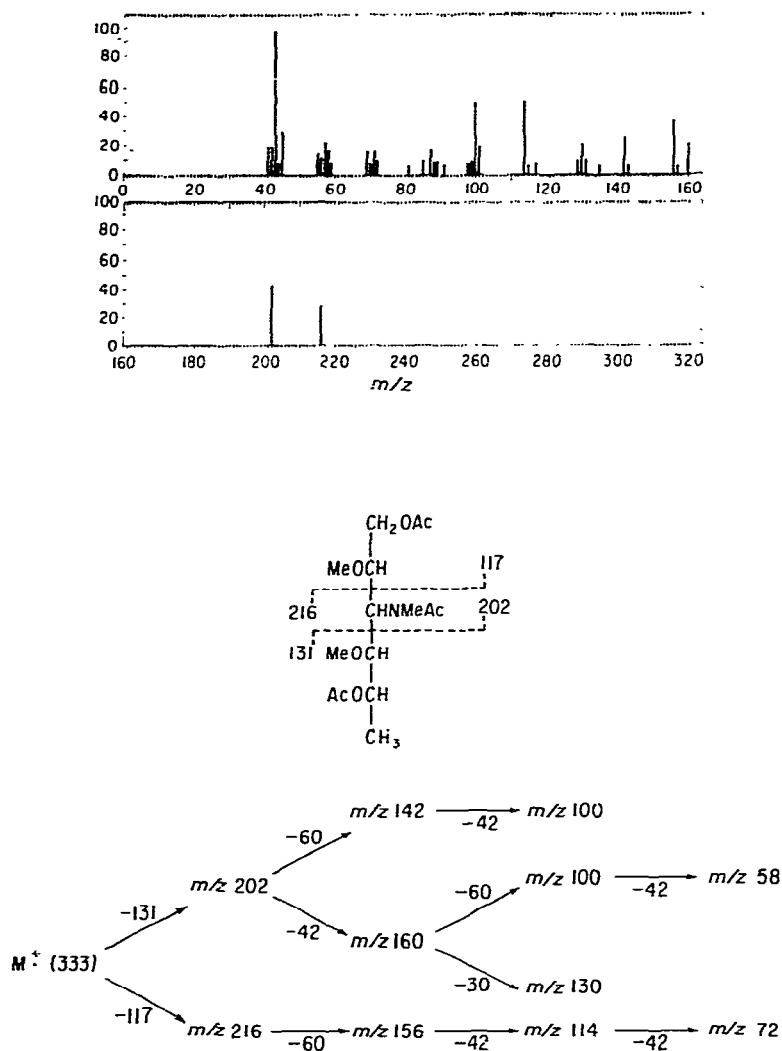 100
80
60
40
20
0
0 40 60 80 100 120 140 160
100
80
60
40
20
0
160 180 200 220 240 260 280 300 320
m/z
CH2OAc
MeOCH 117
216 CHNMeAc 202
131 MeOCH
AcOCH
CH3
m/z 142 -42 m/z 100
-60
m/z 202 -60 m/z 100 -42 m/z 58
-131 -42 m/z 160
M+· (333) -30 m/z 130
-117
m/z 216 -60 m/z 156 -42 m/z 114 -42 m/z 72